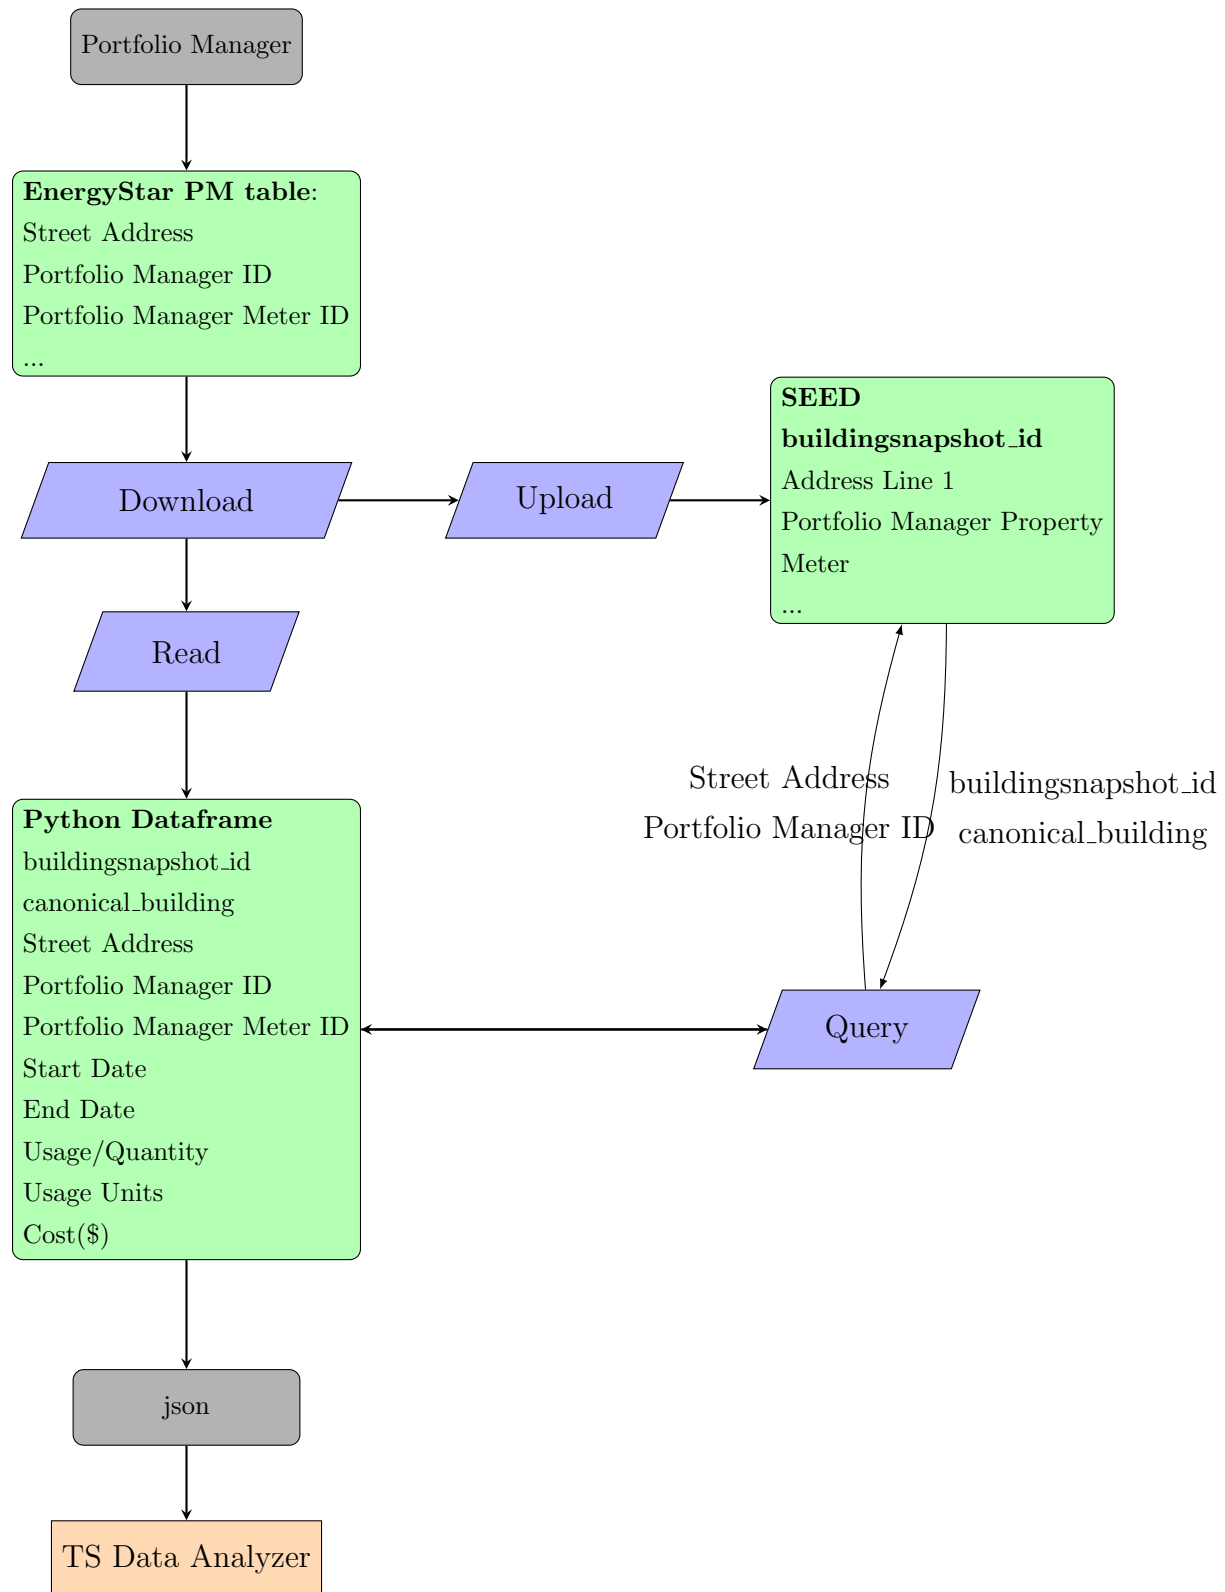 Portfolio Manager
EnergyStar PM table:
Street Address
Portfolio Manager ID
Portfolio Manager Meter ID
...
Download
Upload
SEED
buildingsnapshot_id
Address Line 1
Portfolio Manager Property
Meter
...
Read
Street Address
Portfolio Manager ID
buildingsnapshot_id
canonical_building
Python Dataframe
buildingsnapshot_id
canonical_building
Street Address
Portfolio Manager ID
Portfolio Manager Meter ID
Start Date
End Date
Usage/Quantity
Usage Units
Cost($)
Query
json
TS Data Analyzer